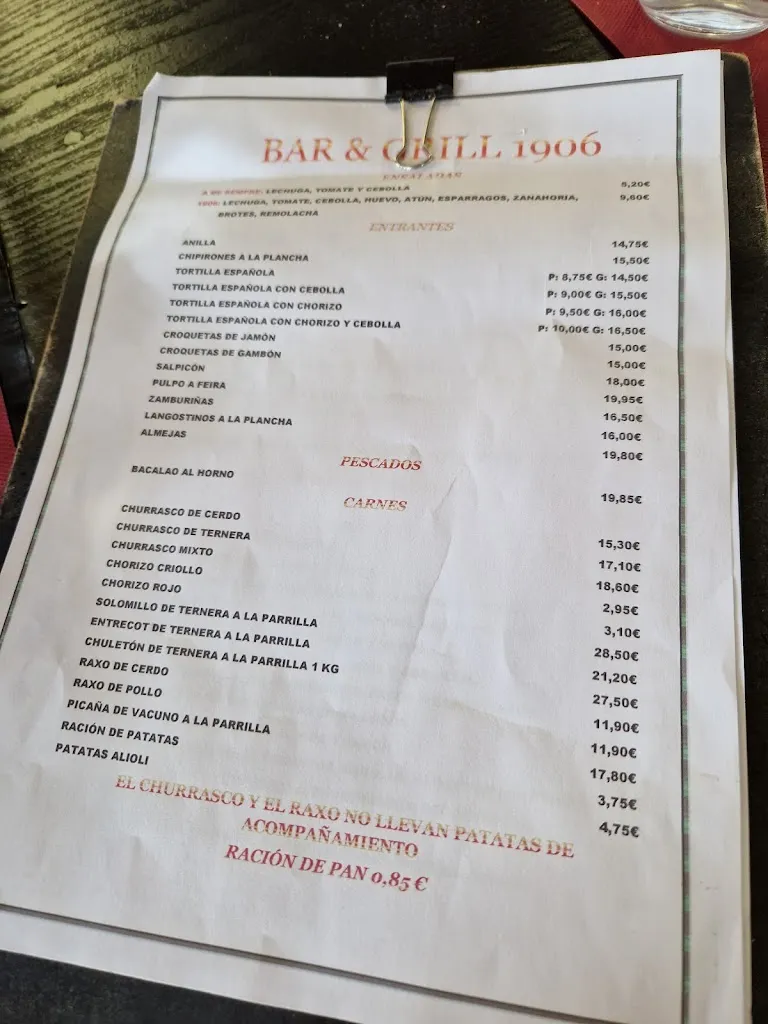 BAR & GRILL 1906
ENSALADAS
A DE SIEMPRE: LECHUGA, TOMATE Y CEBOLLA 5,20€
1906: LECHUGA, TOMATE, CEBOLLA, HUEVO, ATÚN, ESPARRAGOS, ZANAHORIA, 9,60€
BROTES, REMOLACHA
ENTRANTES
ANILLA 14,75€
CHIPIRONES A LA PLANCHA 15,50€
TORTILLA ESPAÑOLA P: 8,75€ G: 14,50€
TORTILLA ESPAÑOLA CON CEBOLLA P: 9,00€ G: 15,50€
TORTILLA ESPAÑOLA CON CHORIZO P: 9,50€ G: 16,00€
TORTILLA ESPAÑOLA CON CHORIZO Y CEBOLLA P: 10,00€ G: 16,50€
CROQUETAS DE JAMÓN 15,00€
CROQUETAS DE GAMBÓN 15,00€
SALPICÓN 18,00€
PULPO A FEIRA 19,95€
ZAMBURIÑAS 16,50€
LANGOSTINOS A LA PLANCHA 16,00€
ALMEJAS 19,80€
PESCADOS
BACALAO AL HORNO 19,85€
CARNES
CHURRASCO DE CERDO 15,30€
CHURRASCO DE TERNERA 17,10€
CHURRASCO MIXTO 18,60€
CHORIZO CRIOLLO 2,95€
CHORIZO ROJO 3,10€
SOLOMILLO DE TERNERA A LA PARRILLA 28,50€
ENTRECOT DE TERNERA A LA PARRILLA 21,20€
CHULETÓN DE TERNERA A LA PARRILLA 1 KG 27,50€
RAXO DE CERDO 11,90€
RAXO DE POLLO 11,90€
PICAÑA DE VACUNO A LA PARRILLA 17,80€
RACIÓN DE PATATAS 3,75€
PATATAS ALIOLI 4,75€
EL CHURRASCO Y EL RAXO NO LLEVAN PATATAS DE
ACOMPAÑAMIENTO
RACIÓN DE PAN 0,85€